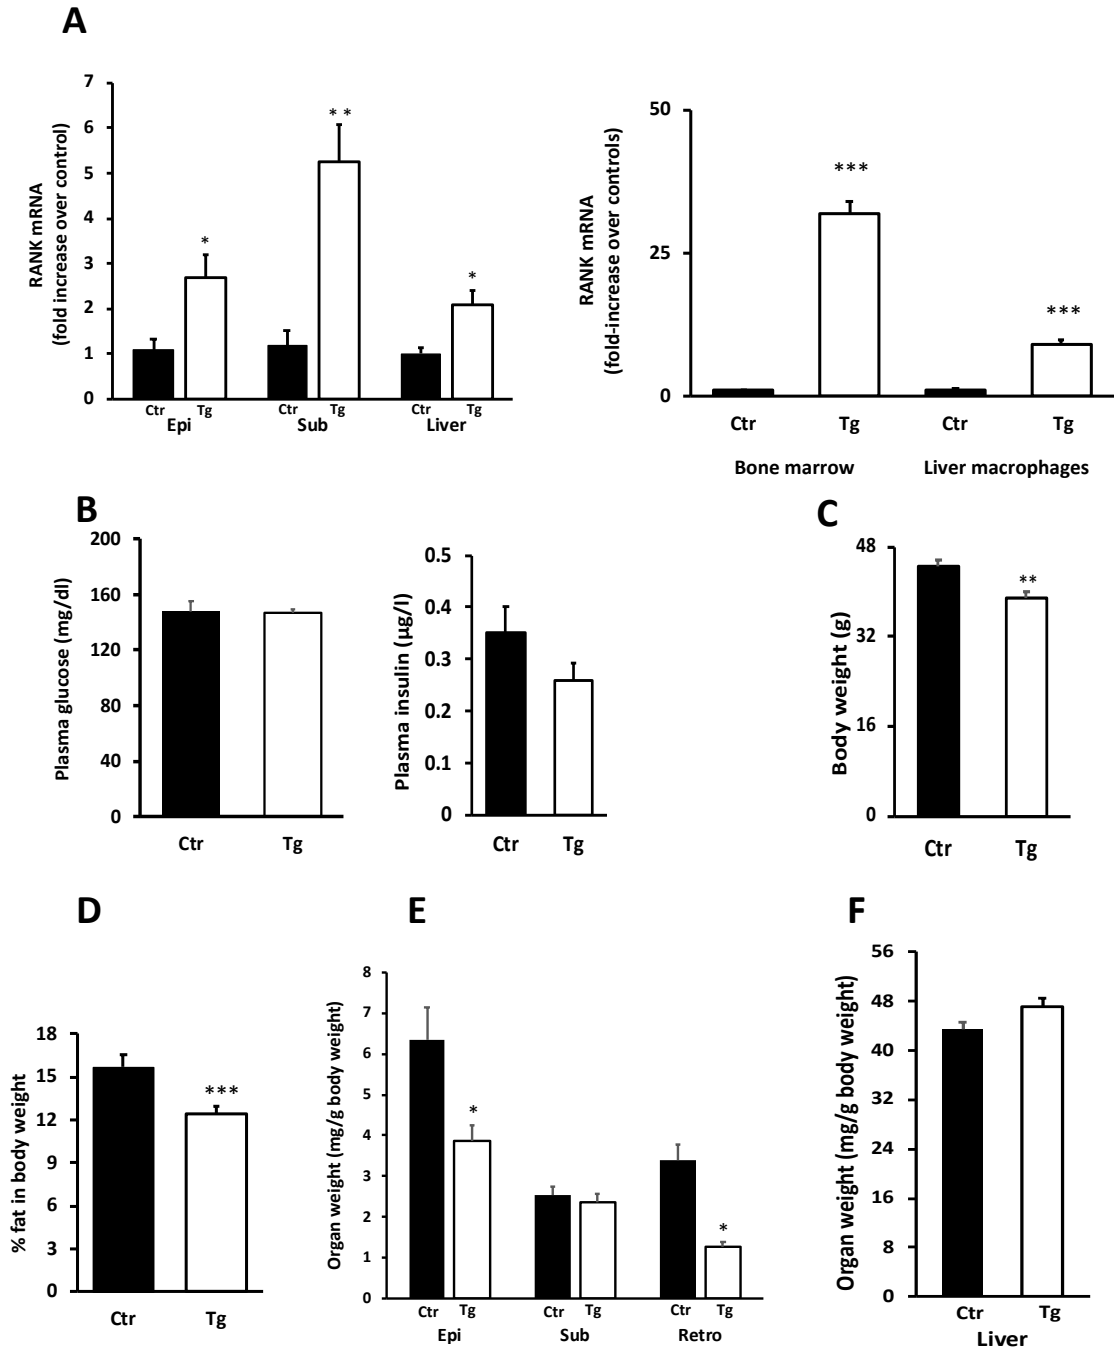 A
RANK mRNA
(fold increase over control)
7
6
5
4
3
2
1
0
*
* *
*
Ctr Tg Ctr Tg Ctr Tg
Epi Sub Liver
RANK mRNA
(fold-increase over controls)
50
25
0
***
***
Ctr Tg Ctr Tg
Bone marrow Liver macrophages
B
Plasma glucose (mg/dl)
200
160
120
80
40
0
Ctr Tg
Plasma insulin (µg/l)
0.5
0.4
0.3
0.2
0.1
0
Ctr Tg
C
Body weight (g)
48
32
16
0
**
Ctr Tg
D
% fat in body weight
18
15
12
9
6
3
0
***
Ctr Tg
E
Organ weight (mg/g body weight)
8
7
6
5
4
3
2
1
0
*
*
Ctr Tg Ctr Tg Ctr Tg
Epi Sub Retro
F
Organ weight (mg/g body weight)
56
48
40
32
24
16
8
0
Ctr Tg
Liver